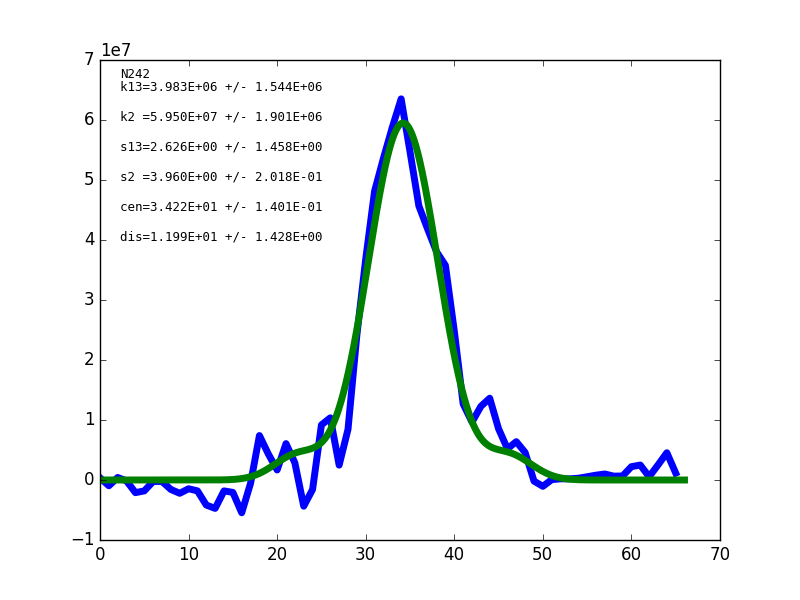 1e7
N242
k13=3.983E+06 +/- 1.544E+06
k2 =5.950E+07 +/- 1.901E+06
s13=2.626E+00 +/- 1.458E+00
s2 =3.960E+00 +/- 2.018E-01
cen=3.422E+01 +/- 1.401E-01
dis=1.199E+01 +/- 1.428E+00
7
6
5
4
3
2
1
0
−1
0 10 20 30 40 50 60 70